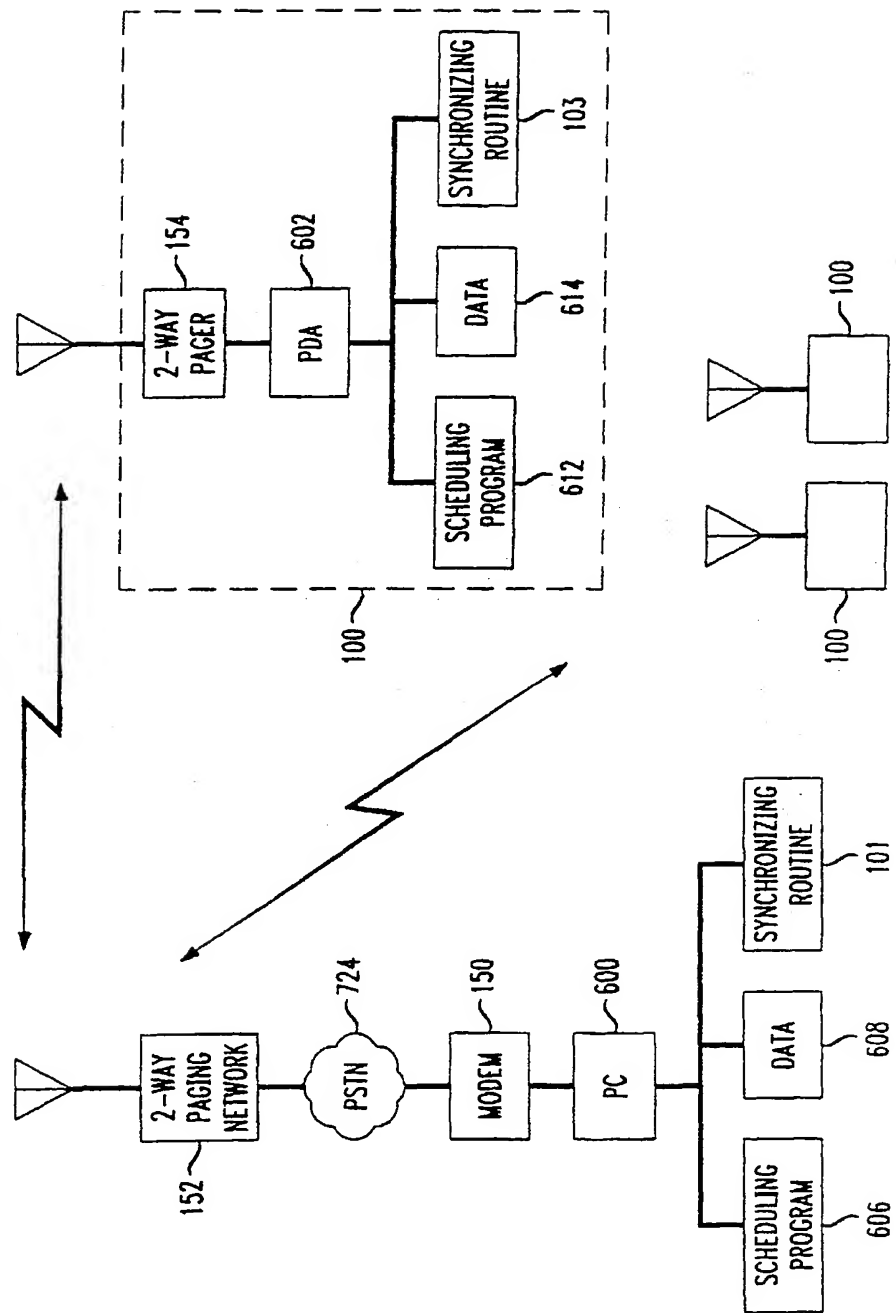 2-WAY
PAGING
NETWORK
152
PSTN
724
MODEM
150
PC
600
SCHEDULING
PROGRAM
606
DATA
608
SYNCHRONIZING
ROUTINE
101
2-WAY
PAGER
154
PDA
602
SCHEDULING
PROGRAM
612
DATA
614
SYNCHRONIZING
ROUTINE
103
100
100
100